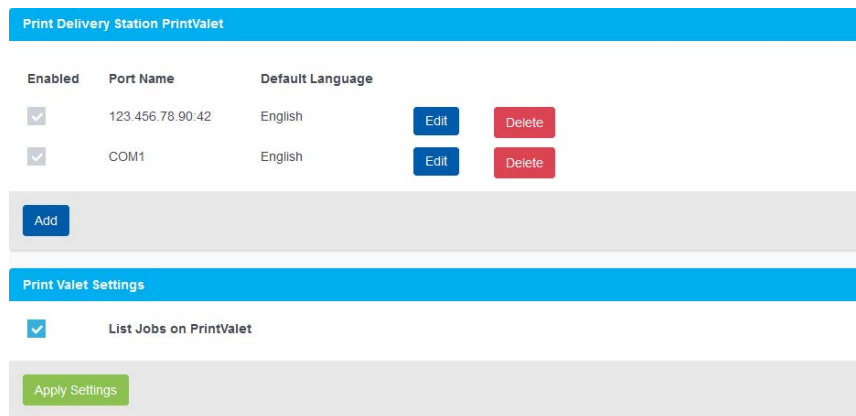 Print Delivery Station PrintValet
Enabled Port Name Default Language
123.456.78.90:42 English Edit Delete
COM1 English Edit Delete
Add
Print Valet Settings
List Jobs on PrintValet
Apply Settings